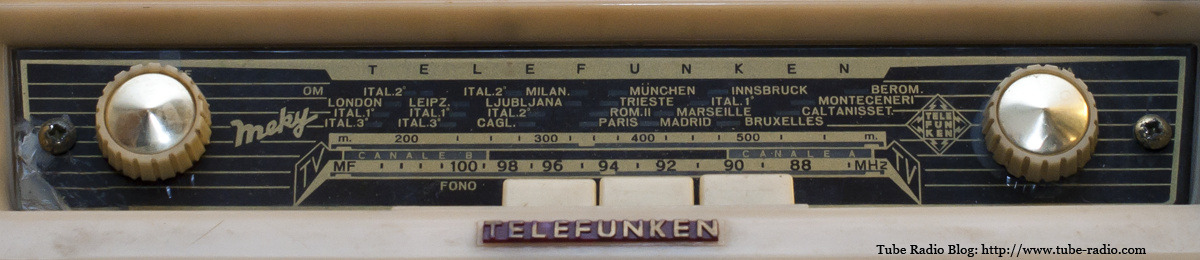 T E L E F U N K E N
OM ITAL.2° ITAL.2° MILAN. MÜNCHEN INNSBRUCK BEROM.
LONDON LEIPZ. LJUBLJANA TRIESTE ITAL.1° MONTECENERI
ITAL.1° ITAL.1° ITAL.2° ROM.II MARSEILLE CALTANISSET.
ITAL.3° ITAL.3° CAGL. PARIS MADRID BRUXELLES
meky
TELE
FUN
KEN
m. 200 300 400 500 m.
TV CANALE B CANALE A TV
MF 100 98 96 94 92 90 88 MHz
FONO
TELEFUNKEN
Tube Radio Blog: http://www.tube-radio.com